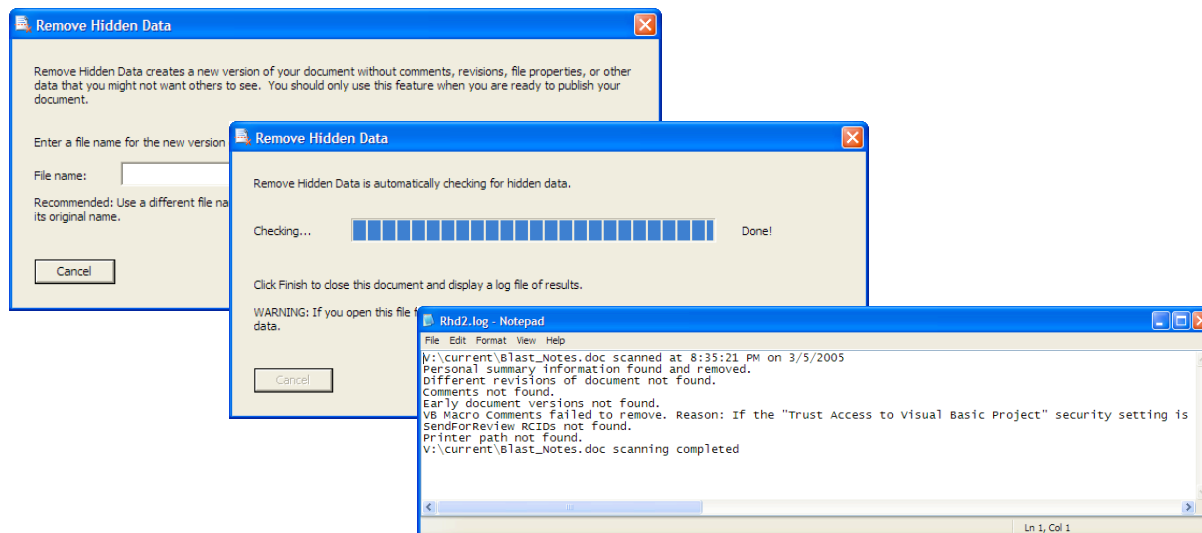 Remove Hidden Data
Remove Hidden Data creates a new version of your document without comments, revisions, file properties, or other
data that you might not want others to see. You should only use this feature when you are ready to publish your
document.
Enter a file name for the new version
File name:
Recommended: Use a different file na
its original name.
Cancel
Remove Hidden Data
Remove Hidden Data is automatically checking for hidden data.
Checking... Done!
Click Finish to close this document and display a log file of results.
WARNING: If you open this file f
data.
Cancel
Rhd2.log - Notepad
File Edit Format View Help
V:\current\Blast_Notes.doc scanned at 8:35:21 PM on 3/5/2005
Personal summary information found and removed.
Different revisions of document not found.
Comments not found.
Early document versions not found.
VB Macro Comments failed to remove. Reason: If the "Trust Access to Visual Basic Project" security setting is
SendForReview RCIDs not found.
Printer path not found.
V:\current\Blast_Notes.doc scanning completed
Ln 1, Col 1